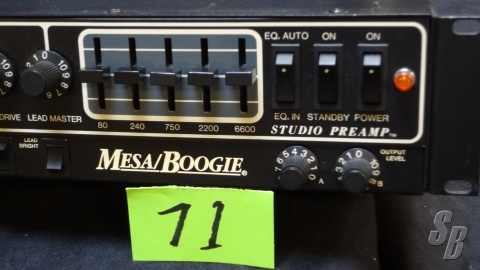 EQ. AUTO ON ON
DRIVE LEAD MASTER
80 240 750 2200 6600
EQ. IN STANDBY POWER
STUDIO PREAMP TM
LEAD
BRIGHT
MESA/BOOGIE®
OUTPUT
LEVEL
A B
71
SB